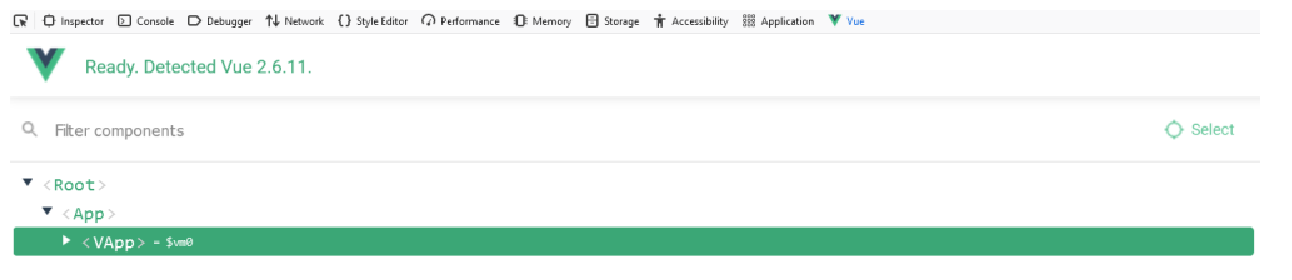 Inspector Console Debugger Network {} Style Editor Performance Memory Storage Accessibility Application Vue
Ready. Detected Vue 2.6.11.
Filter components Select
<Root>
<App>
<VApp> = $vm0